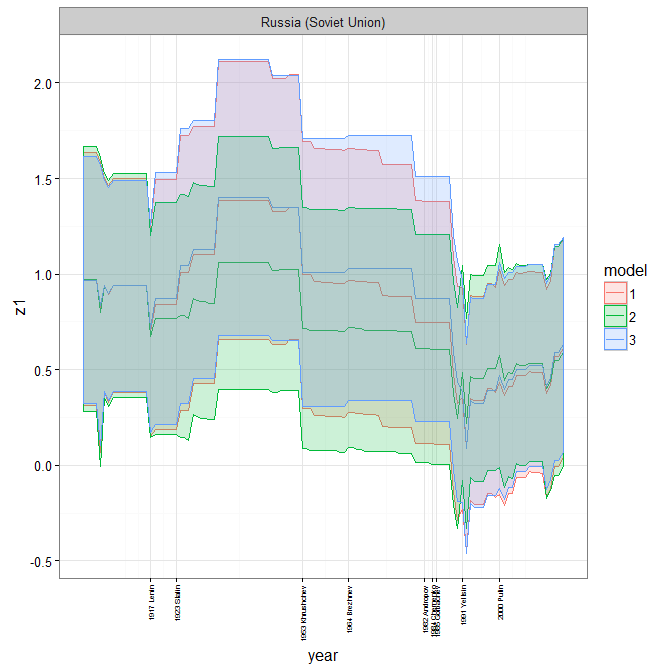 Russia (Soviet Union)
2.0
1.5
1.0
0.5
0.0
-0.5
z1
1917 Lenin
1923 Stalin
1953 Khrushchev
1964 Brezhnev
1982 Andropov
1991 Yeltsin
2000 Putin
year
model
1
2
3